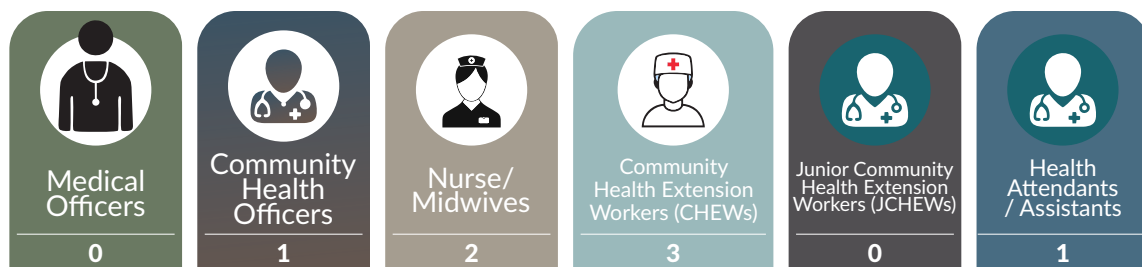 Medical
Officers
0
Community
Health
Officers
1
Nurse/
Midwives
2
Community
Health Extension
Workers (CHEWs)
3
Junior Community
Health Extension
Workers (JCHEWs)
0
Health
Attendants
/ Assistants
1